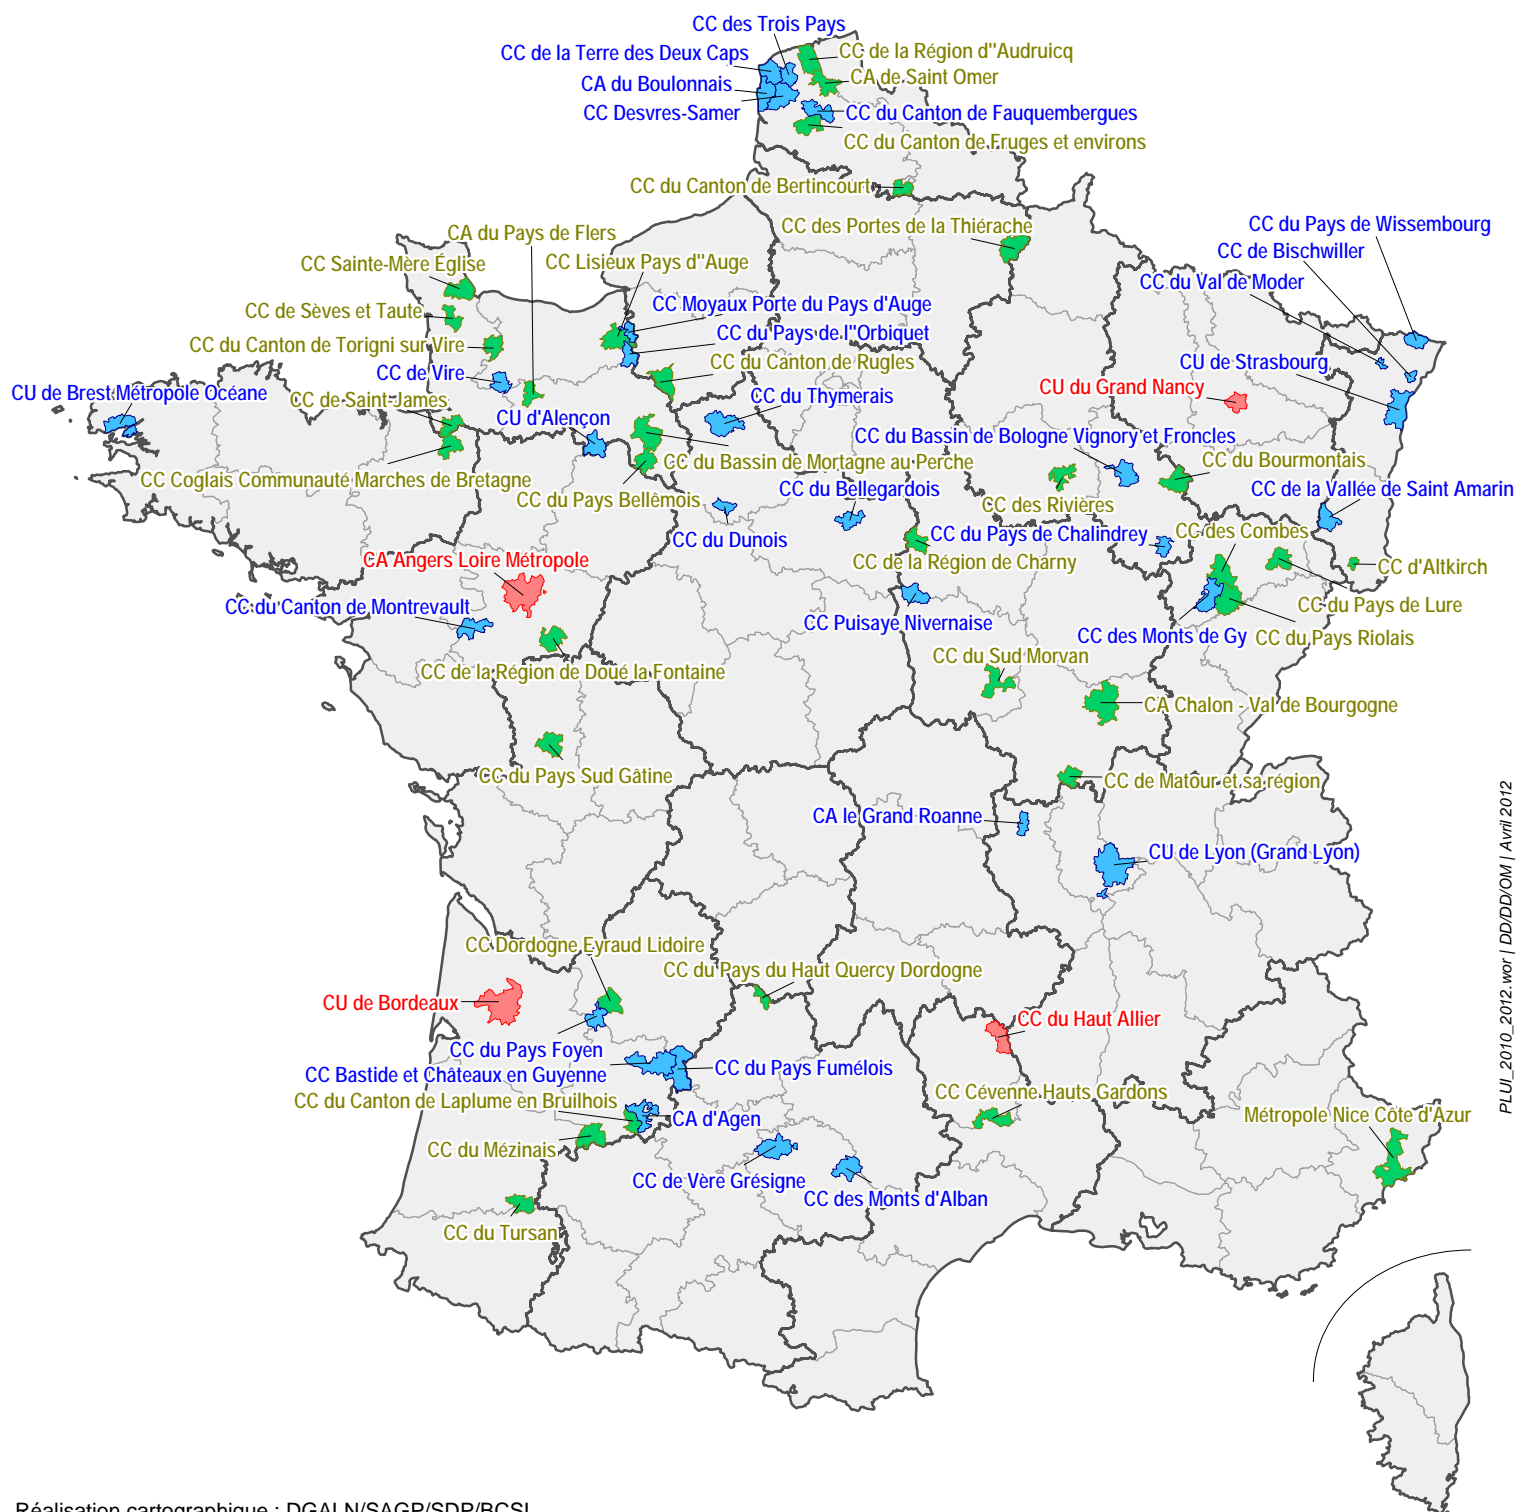 CC des Trois Pays
CC de la Terre des Deux Caps
CC de la Région d''Audruicq
CA de Saint Omer
CA du Boulonnais
CC Desvres-Samer
CC du Canton de Fauquembergues
CC du Canton de Fruges et environs
CC du Canton de Bertincourt
CC des Portes de la Thiérache
CC du Pays de Wissembourg
CC de Bischwiller
CC du Val de Moder
CA du Pays de Flers
CC Lisieux Pays d''Auge
CC Sainte-Mère Église
CC Moyaux Porte du Pays d'Auge
CC de Sèves et Taute
CC du Pays de l''Orbiquet
CC du Canton de Torigni sur Vire
CC du Canton de Rugles
CU de Strasbourg
CC de Vire
CU du Grand Nancy
CU de Brest Métropole Océane
CC de Saint-James
CC du Thymerais
CU d'Alençon
CC du Bassin de Bologne Vignory et Froncles
CC du Bassin de Mortagne au Perche
CC du Bourmontais
CC Coglais Communauté Marches de Bretagne
CC du Pays Bellêmois
CC du Bellegardois
CC de la Vallée de Saint Amarin
CC des Rivières
CC du Dunois
CC du Pays de Chalindrey
CC des Combes
CA Angers Loire Métropole
CC de la Région de Charny
CC d'Altkirch
CC du Canton de Montrevault
CC du Pays de Lure
CC Puisaye Nivernaise
CC des Monts de Gy
CC du Pays Riolais
CC du Sud Morvan
CC de la Région de Doué la Fontaine
CA Chalon - Val de Bourgogne
CC du Pays Sud Gâtine
CC de Matour et sa région
CA le Grand Roanne
CU de Lyon (Grand Lyon)
CC Dordogne Eyraud Lidoire
CC du Pays du Haut Quercy Dordogne
CU de Bordeaux
CC du Haut Allier
CC du Pays Foyen
CC Bastide et Châteaux en Guyenne
CC du Pays Fumélois
CC du Canton de Laplume en Bruilhois
CC Cévenne Hauts Gardons
CA d'Agen
Métropole Nice Côte d'Azur
CC du Mézinais
CC de Vère Grésigne
CC des Monts d'Alban
CC du Tursan
PLUI_2010_2012.wor | DD/DD/OM | Avril 2012
Réalisation cartographique : DGALN/SAGP/SDP/BCSI